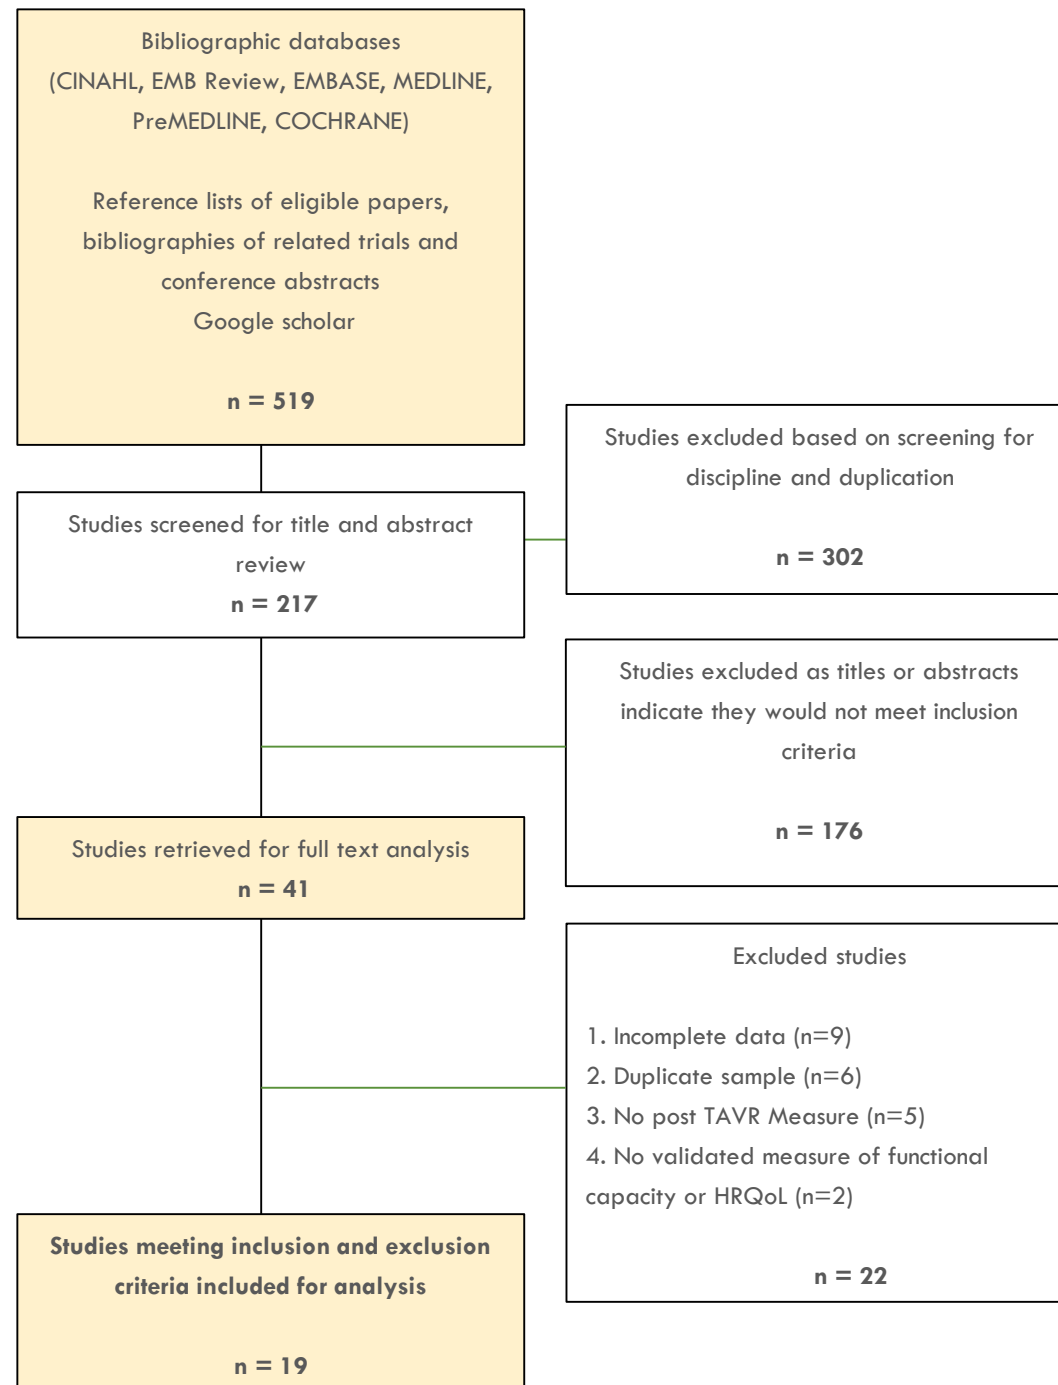 Bibliographic databases
(CINAHL, EMB Review, EMBASE, MEDLINE,
PreMEDLINE, COCHRANE)
Reference lists of eligible papers,
bibliographies of related trials and
conference abstracts
Google scholar
n = 519
Studies excluded based on screening for
discipline and duplication
n = 302
Studies screened for title and abstract
review
n = 217
Studies excluded as titles or abstracts
indicate they would not meet inclusion
criteria
n = 176
Studies retrieved for full text analysis
n = 41
Excluded studies
1. Incomplete data (n=9)
2. Duplicate sample (n=6)
3. No post TAVR Measure (n=5)
4. No validated measure of functional
capacity or HRQoL (n=2)
n = 22
Studies meeting inclusion and exclusion
criteria included for analysis
n = 19